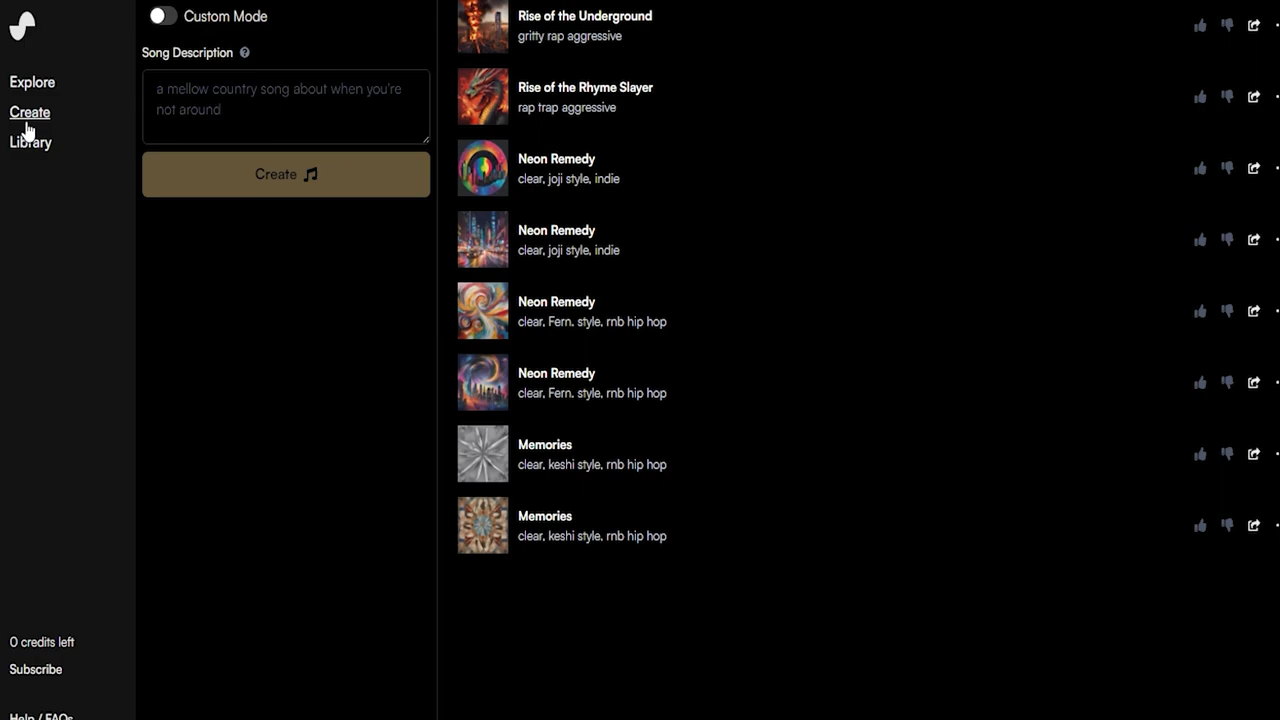 Explore
Create
Library
0 credits left
Subscribe
Help / FAQs
Custom Mode
Song Description
a mellow country song about when you're
not around
Create
Rise of the Underground
gritty rap aggressive
Rise of the Rhyme Slayer
rap trap aggressive
Neon Remedy
clear, joji style, indie
Neon Remedy
clear, joji style, indie
Neon Remedy
clear, Fern. style, rnb hip hop
Neon Remedy
clear, Fern. style, rnb hip hop
Memories
clear, keshi style, rnb hip hop
Memories
clear, keshi style, rnb hip hop